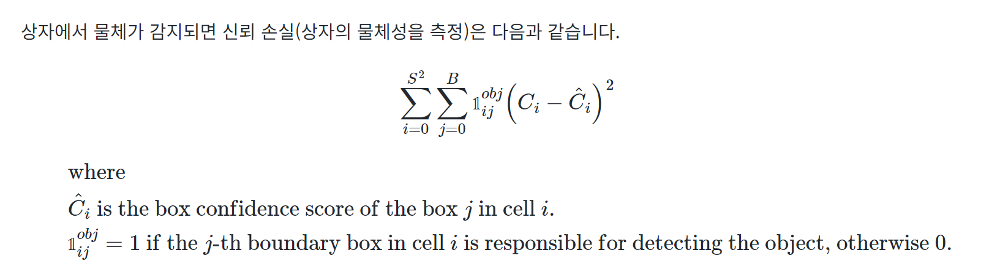 상자에서 물체가 감지되면 신뢰 손실(상자의 물체성을 측정)은 다음과 같습니다.
$$\sum_{i=0}^{S^2} \sum_{j=0}^{B} \mathbb{1}_{ij}^{obj} \left( C_i - \hat{C}_i \right)^2$$
where
$\hat{C}_i$ is the box confidence score of the box $j$ in cell $i$.
$\mathbb{1}_{ij}^{obj} = 1$ if the $j$-th boundary box in cell $i$ is responsible for detecting the object, otherwise 0.